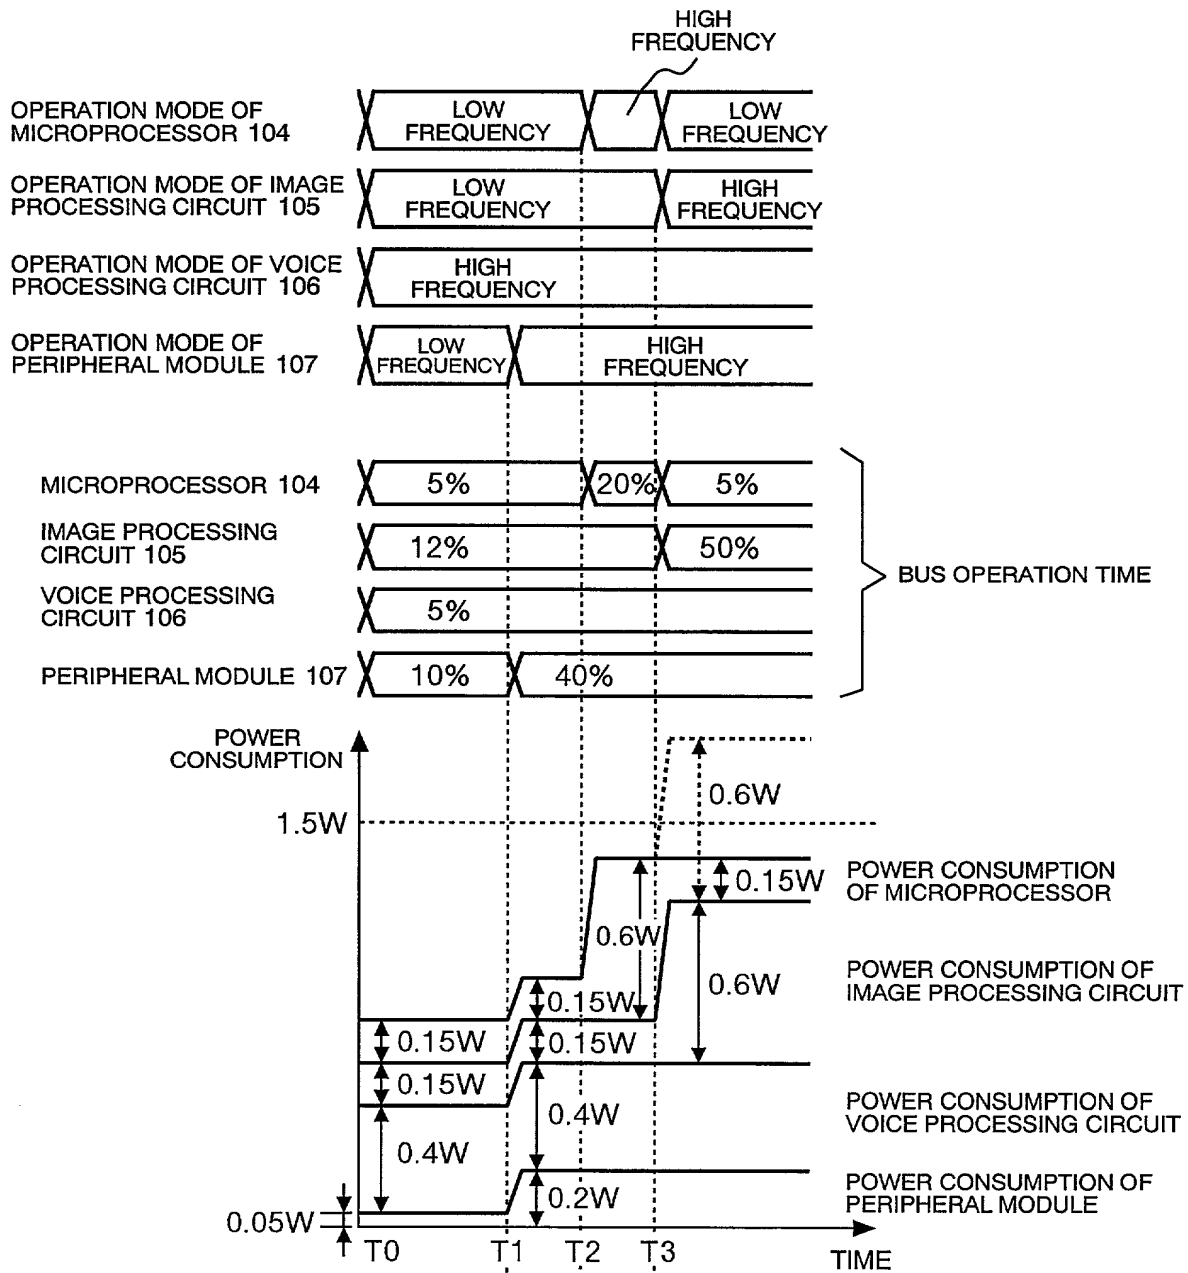 HIGH
FREQUENCY
OPERATION MODE OF
MICROPROCESSOR 104
LOW
FREQUENCY
LOW
FREQUENCY
OPERATION MODE OF IMAGE
PROCESSING CIRCUIT 105
LOW
FREQUENCY
HIGH
FREQUENCY
OPERATION MODE OF VOICE
PROCESSING CIRCUIT 106
HIGH
FREQUENCY
OPERATION MODE OF
PERIPHERAL MODULE 107
LOW
FREQUENCY
HIGH
FREQUENCY
MICROPROCESSOR 104
5%
20%
5%
IMAGE PROCESSING
CIRCUIT 105
12%
50%
VOICE PROCESSING
CIRCUIT 106
5%
PERIPHERAL MODULE 107
10%
40%
BUS OPERATION TIME
POWER
CONSUMPTION
1.5W
0.6W
0.15W
POWER CONSUMPTION
OF MICROPROCESSOR
0.6W
0.6W
POWER CONSUMPTION OF
IMAGE PROCESSING CIRCUIT
0.15W
0.15W
0.15W
0.15W
0.4W
0.4W
POWER CONSUMPTION OF
VOICE PROCESSING CIRCUIT
0.2W
POWER CONSUMPTION OF
PERIPHERAL MODULE
0.05W
T0
T1
T2
T3
TIME